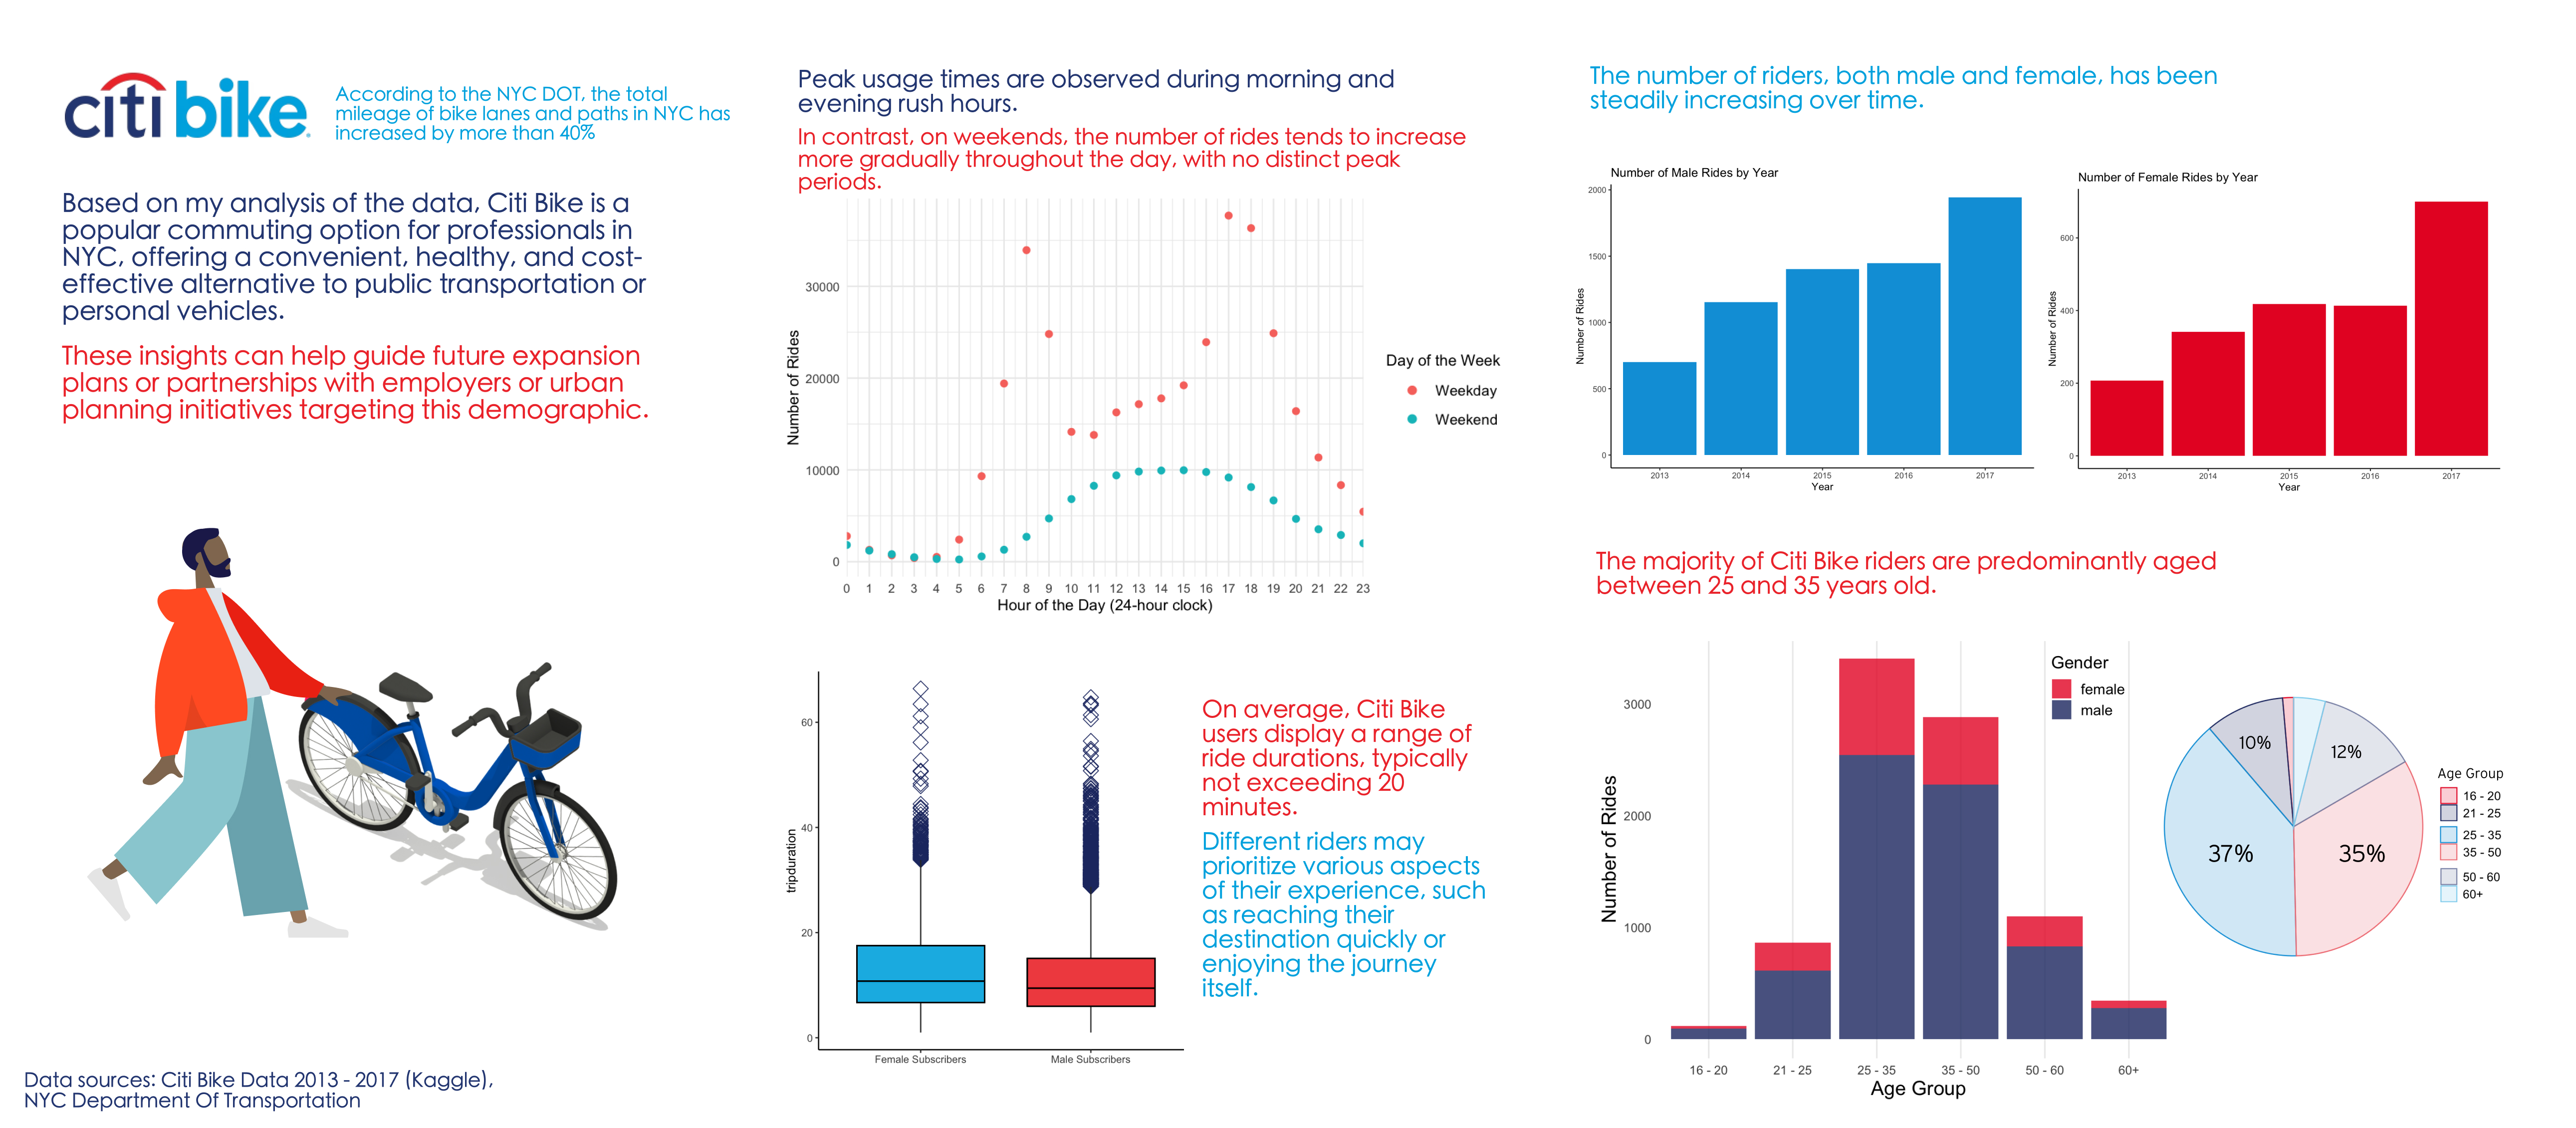 citi bike
According to the NYC DOT, the total
mileage of bike lanes and paths in NYC has
increased by more than 40%
Based on my analysis of the data, Citi Bike is a
popular commuting option for professionals in
NYC, offering a convenient, healthy, and cost-
effective alternative to public transportation or
personal vehicles.
These insights can help guide future expansion
plans or partnerships with employers or urban
planning initiatives targeting this demographic.
Data sources: Citi Bike Data 2013 - 2017 (Kaggle),
NYC Department Of Transportation
Peak usage times are observed during morning and
evening rush hours.
In contrast, on weekends, the number of rides tends to increase
more gradually throughout the day, with no distinct peak
periods.
Number of Rides
30000
20000
10000
0
0 1 2 3 4 5 6 7 8 9 10 11 12 13 14 15 16 17 18 19 20 21 22 23
Hour of the Day (24-hour clock)
Day of the Week
Weekday
Weekend
tripduration
60
40
20
0
Female Subscribers
Male Subscribers
On average, Citi Bike
users display a range of
ride durations, typically
not exceeding 20
minutes.
Different riders may
prioritize various aspects
of their experience, such
as reaching their
destination quickly or
enjoying the journey
itself.
The number of riders, both male and female, has been
steadily increasing over time.
Number of Male Rides by Year
Number of Rides
2000
1500
1000
500
0
2013 2014 2015 2016 2017
Year
Number of Female Rides by Year
Number of Rides
600
400
200
0
2013 2014 2015 2016 2017
Year
The majority of Citi Bike riders are predominantly aged
between 25 and 35 years old.
Number of Rides
3000
2000
1000
0
16 - 20 21 - 25 25 - 35 35 - 50 50 - 60 60+
Age Group
Gender
female
male
10%
12%
37%
35%
Age Group
16 - 20
21 - 25
25 - 35
35 - 50
50 - 60
60+